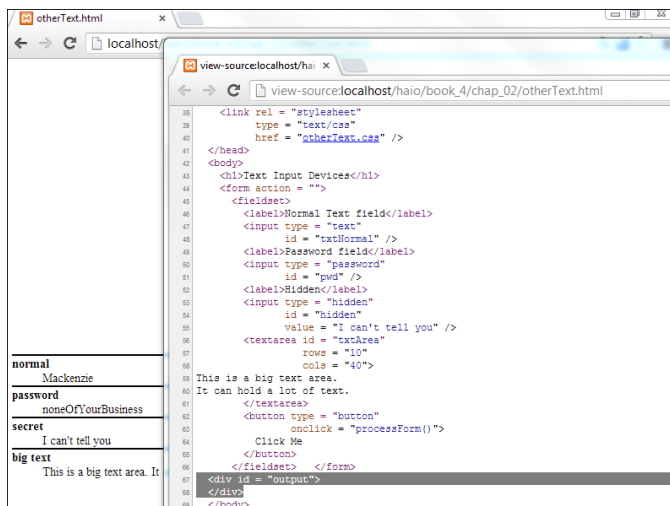 otherText.html
localhost/
view-source:localhost/hai
view-source:localhost/haio/book_4/chap_02/otherText.html
38 <link rel = "stylesheet"
39 type = "text/css"
40 href = "otherText.css" />
41 </head>
42 <body>
43 <h1>Text Input Devices</h1>
44 <form action = "">
45 <fieldset>
46 <label>Normal Text field</label>
47 <input type = "text"
48 id = "txtNormal" />
49 <label>Password field</label>
50 <input type = "password"
51 id = "pwd" />
52 <label>Hidden</label>
53 <input type = "hidden"
54 id = "hidden"
55 value = "I can't tell you" />
56 <textarea id = "txtArea"
57 rows = "10"
58 cols = "40">
59 This is a big text area.
60 It can hold a lot of text.
61 </textarea>
62 <button type = "button"
63 onclick = "processForm()">
64 Click Me
65 </button>
66 </fieldset> </form>
67 <div id = "output">
68 </div>
69 </body>
normal
Mackenzie
password
noneOfYourBusiness
secret
I can't tell you
big text
This is a big text area. It